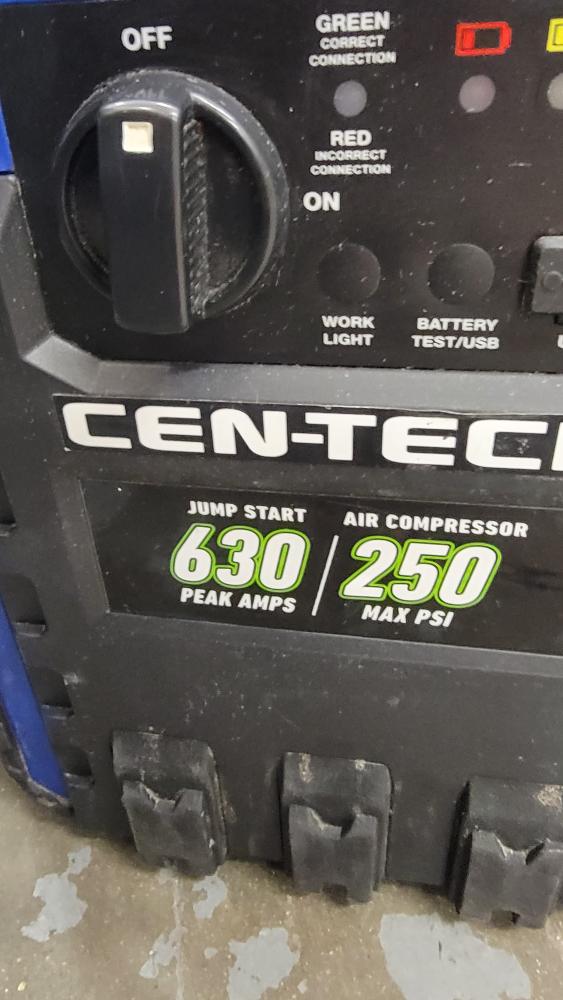 OFF
GREEN
CORRECT
CONNECTION
RED
INCORRECT
CONNECTION
ON
WORK
LIGHT
BATTERY
TEST/USB
U
CEN-TEC
JUMP START
630
PEAK AMPS
AIR COMPRESSOR
250
MAX PSI